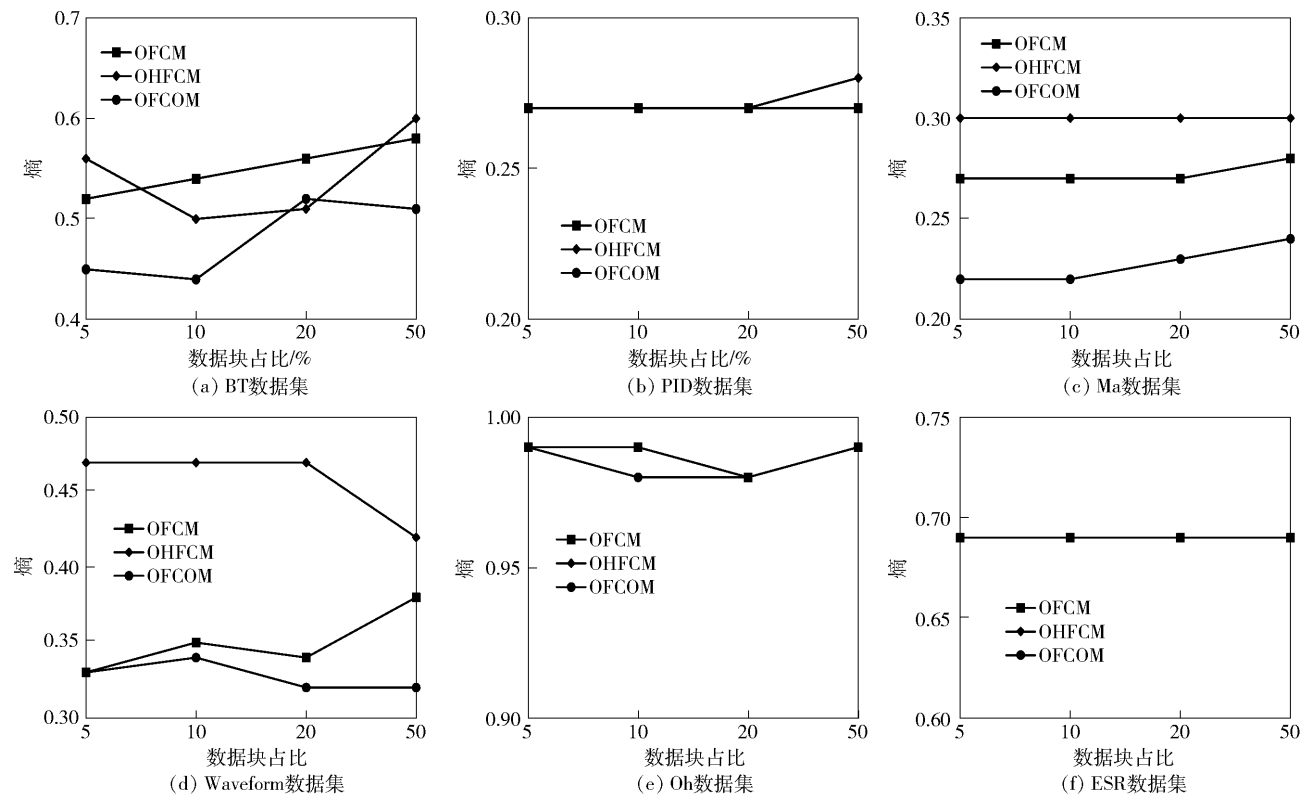 0.7
0.6
0.5
0.4
熵
OFCM
OHFCM
OFCOM
5
10
20
50
数据块占比/%
(a) BT数据集
0.30
0.25
0.20
熵
OFCM
OHFCM
OFCOM
5
10
20
50
数据块占比/%
(b) PID数据集
0.35
0.30
0.25
0.20
熵
OFCM
OHFCM
OFCOM
5
10
20
50
数据块占比
(c) Ma数据集
0.50
0.45
0.40
0.35
0.30
熵
OFCM
OHFCM
OFCOM
5
10
20
50
数据块占比
(d) Waveform数据集
1.00
0.95
0.90
熵
OFCM
OHFCM
OFCOM
5
10
20
50
数据块占比
(e) Oh数据集
0.75
0.70
0.65
0.60
熵
OFCM
OHFCM
OFCOM
5
10
20
50
数据块占比
(f) ESR数据集